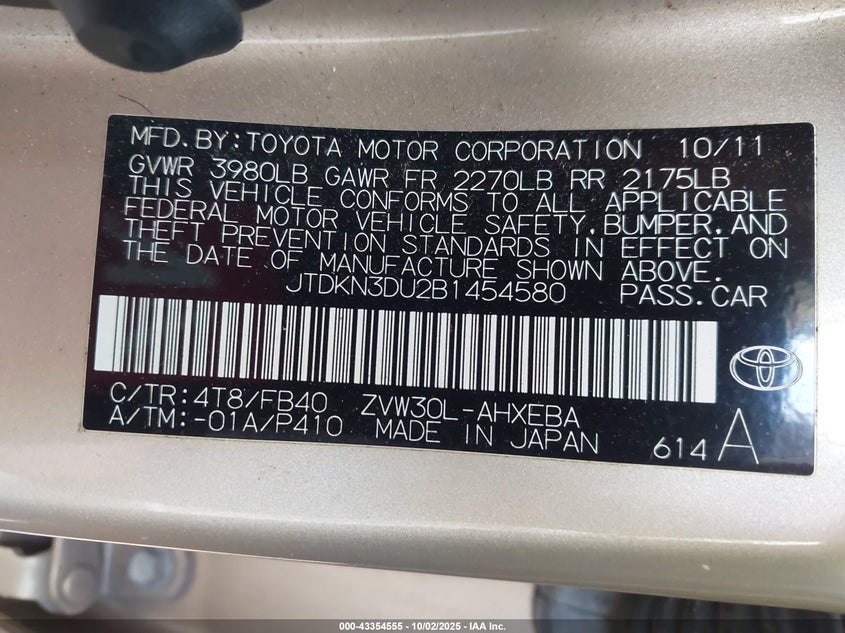 MFD.BY:TOYOTA MOTOR CORPORATION 10/11
GVWR 3980LB GAWR FR 2270LB RR 2175LB
THIS VEHICLE CONFORMS TO ALL APPLICABLE
FEDERAL MOTOR VEHICLE SAFETY,BUMPER,AND
THEFT PREVENTION STANDARDS IN EFFECT ON
THE DATE OF MANUFACTURE SHOWN ABOVE.
JTDKN3DU2B1454580 PASS.CAR
C/TR:4T8/FB40 ZVW30L-AHXEBA
A/TM:-01A/P410 MADE IN JAPAN
614 A
000-43354555 | 10/02/2025 - IAA Inc.